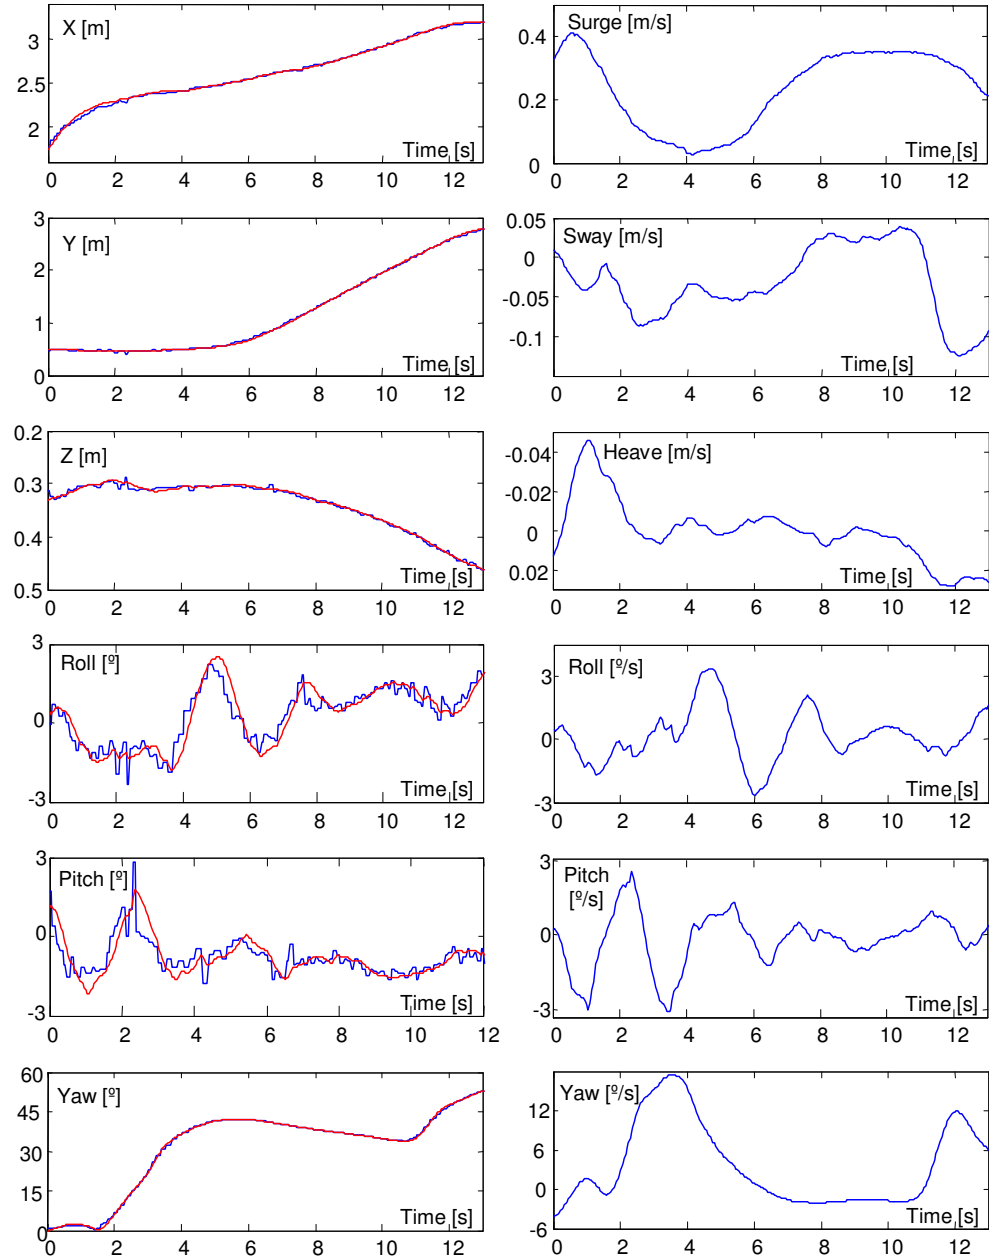 X [m]
3
2.5
2
Time [s]
0 2 4 6 8 10 12
Surge [m/s]
0.4
0.2
0
Time [s]
0 2 4 6 8 10 12
Y [m]
3
2
1
0
Time [s]
0 2 4 6 8 10 12
Sway [m/s]
0.05
0
-0.05
-0.1
Time [s]
0 2 4 6 8 10 12
Z [m]
0.2
0.3
0.4
0.5
Time [s]
0 2 4 6 8 10 12
Heave [m/s]
-0.04
-0.02
0
0.02
Time [s]
0 2 4 6 8 10 12
Roll [º]
3
0
-3
Time [s]
0 2 4 6 8 10 12
Roll [º/s]
3
0
-3
Time [s]
0 2 4 6 8 10 12
Pitch [º]
3
0
-3
Time [s]
0 2 4 6 8 10 12
Pitch
[º/s]
3
0
-3
Time [s]
0 2 4 6 8 10 12
Yaw [º]
60
45
30
15
0
Time [s]
0 2 4 6 8 10 12
Yaw [º/s]
12
6
0
-6
Time [s]
0 2 4 6 8 10 12